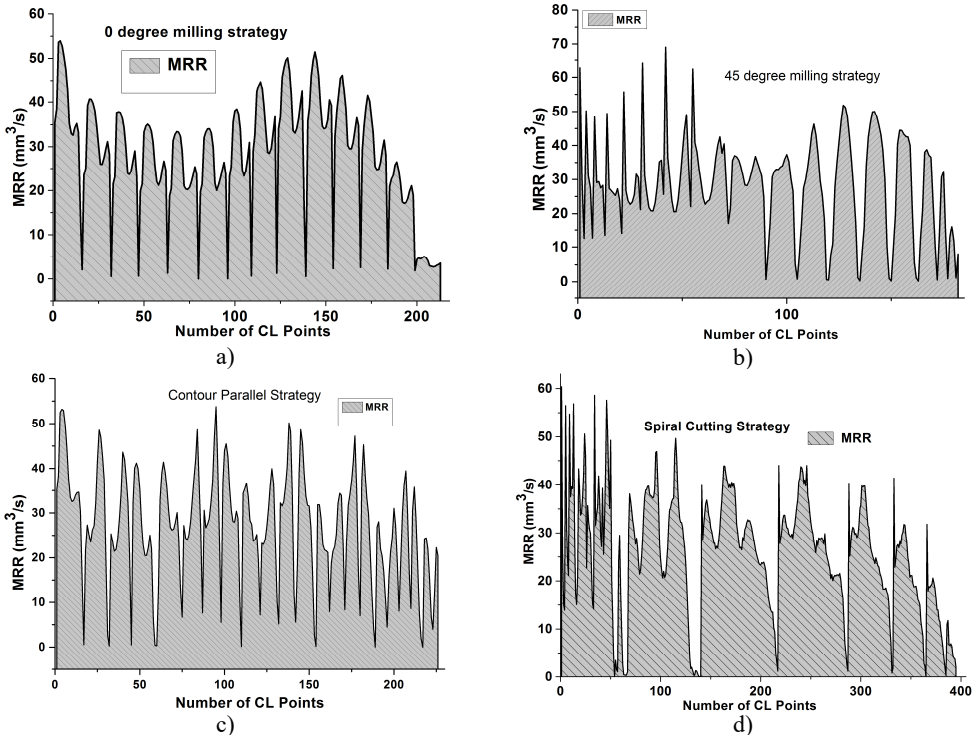 60
50
40
30
20
10
0
MRR (mm3/s)
0 degree milling strategy
MRR
0 50 100 150 200
Number of CL Points
a)
80
70
60
50
40
30
20
10
0
MRR (mm3/s)
MRR
45 degree milling strategy
0 100
Number of CL Points
b)
60
50
40
30
20
10
0
MRR (mm3/s)
Contour Parallel Strategy
MRR
0 50 100 150 200
Number of CL Points
c)
60
50
40
30
20
10
0
MRR (mm3/s)
Spiral Cutting Strategy
MRR
0 100 200 300 400
Number of CL Points
d)